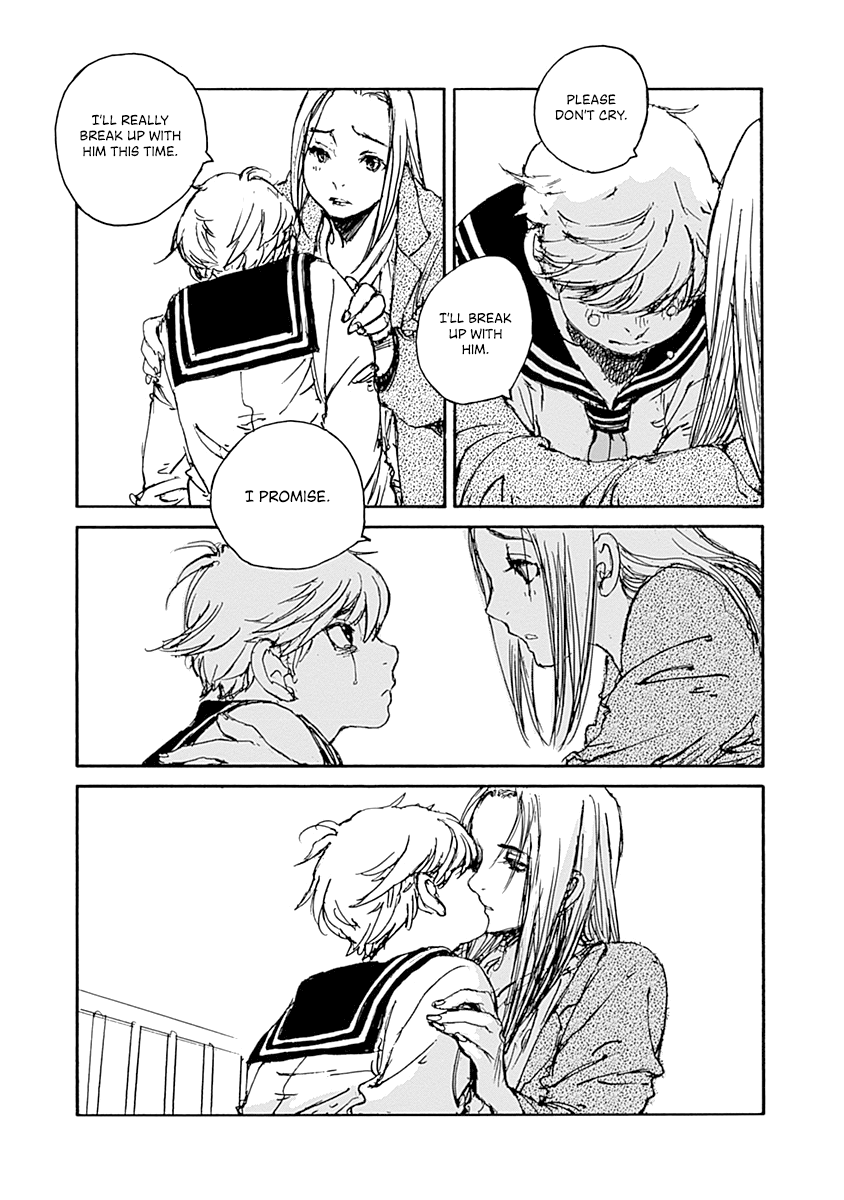 I'LL REALLY
BREAK UP WITH
HIM THIS TIME.
PLEASE
DON'T CRY.
I'LL BREAK
UP WITH
HIM.
I PROMISE.